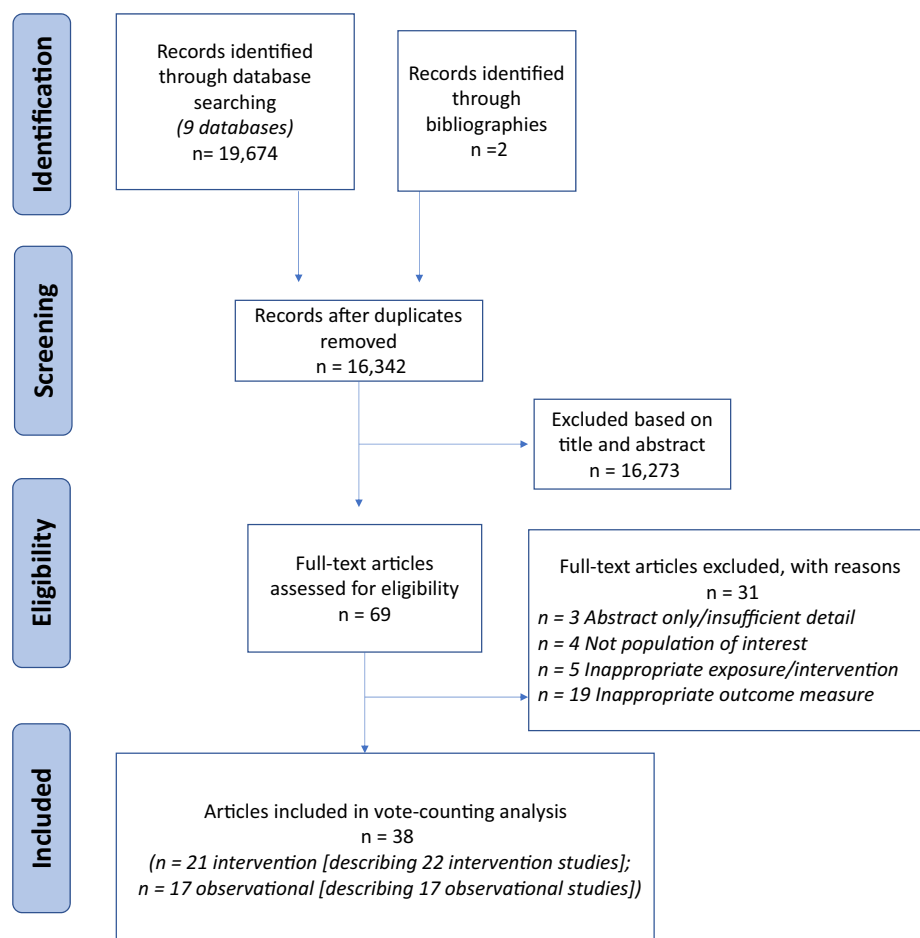 Identification
Records identified
through database
searching
(9 databases)
n= 19,674
Records identified
through
bibliographies
n =2
Screening
Records after duplicates
removed
n = 16,342
Excluded based on
title and abstract
n = 16,273
Eligibility
Full-text articles
assessed for eligibility
n = 69
Full-text articles excluded, with reasons
n = 31
n = 3 Abstract only/insufficient detail
n = 4 Not population of interest
n = 5 Inappropriate exposure/intervention
n = 19 Inappropriate outcome measure
Included
Articles included in vote-counting analysis
n = 38
(n = 21 intervention [describing 22 intervention studies];
n = 17 observational [describing 17 observational studies])